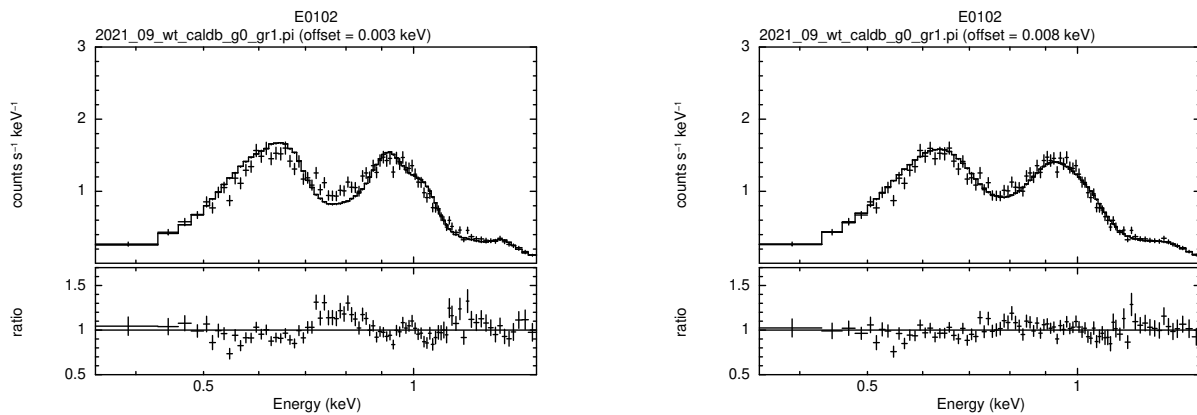 E0102
2021_09_wt_caldb_g0_gr1.pi (offset = 0.003 keV)
3
2
1
counts s⁻¹ keV⁻¹
1.5
1
0.5
ratio
0.5
1
Energy (keV)
E0102
2021_09_wt_caldb_g0_gr1.pi (offset = 0.008 keV)
3
2
1
counts s⁻¹ keV⁻¹
1.5
1
0.5
ratio
0.5
1
Energy (keV)